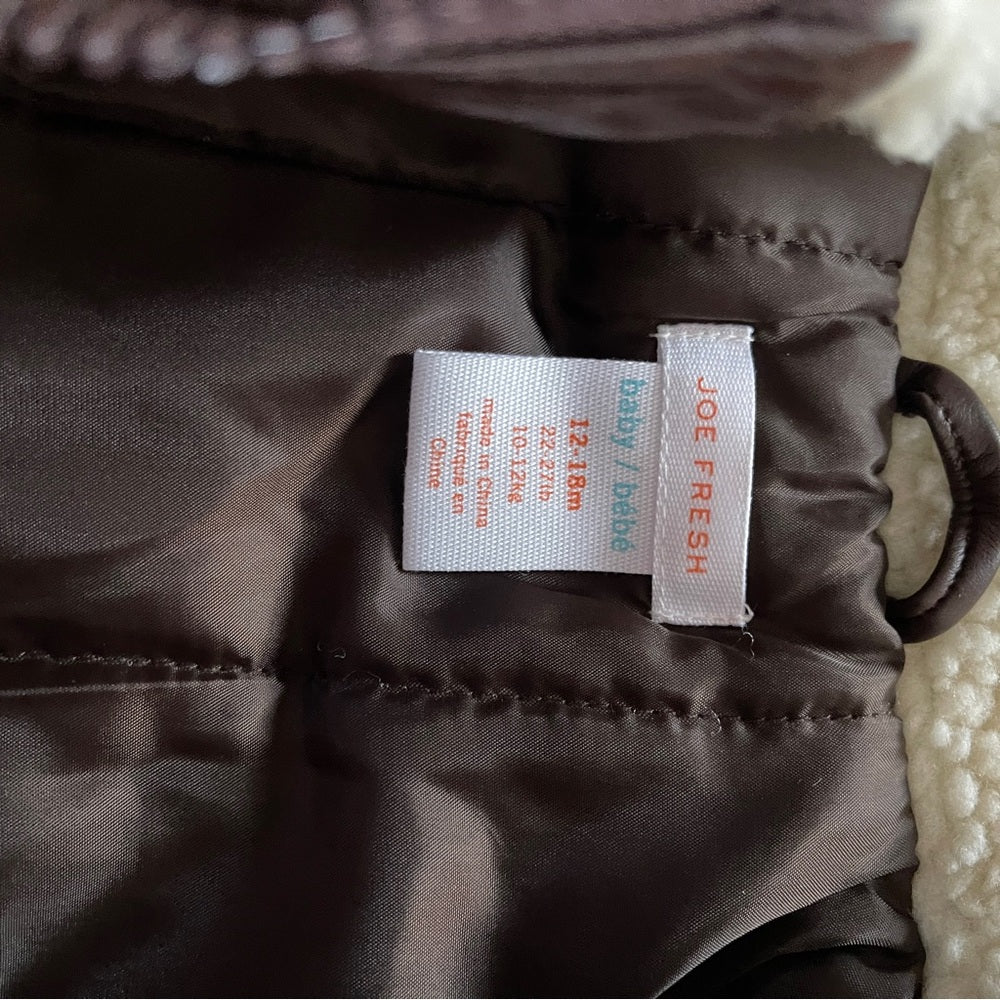 JOE FRESH
baby / bébé
12-18m
22-27lb
10-12kg
made in China
fabriqué en
Chine